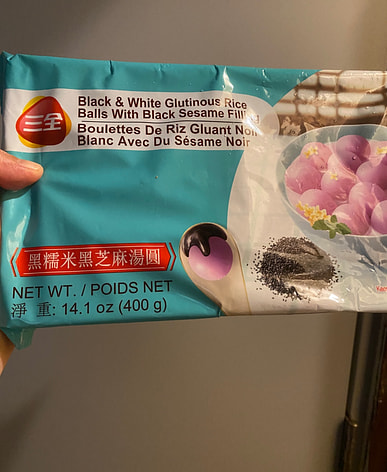 三全
Black & White Glutinous Rice
Balls With Black Sesame Filling
Boulettes De Riz Gluant Noir
Blanc Avec Du Sésame Noir
黑糯米黑芝麻湯圓
NET WT. / POIDS NET
淨 重: 14.1 oz (400 g)